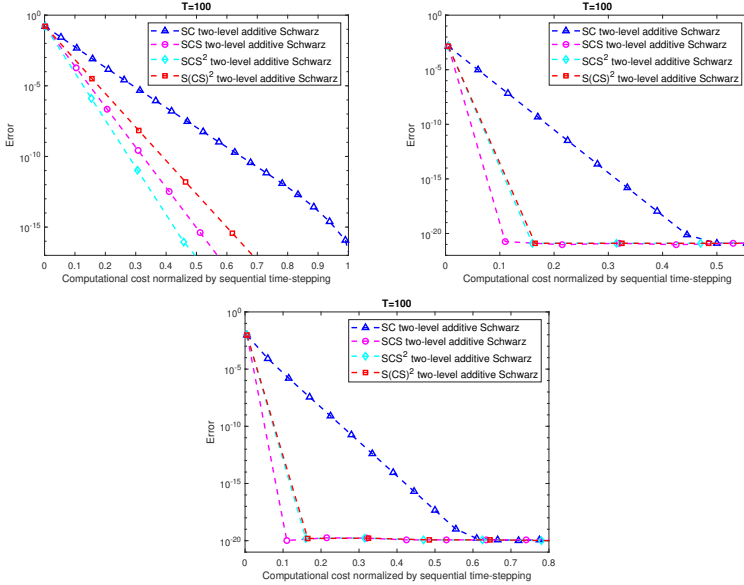 T=100
10^0
10^-5
10^-10
10^-15
Error
SC two-level additive Schwarz
SCS two-level additive Schwarz
SCS^2 two-level additive Schwarz
S(CS)^2 two-level additive Schwarz
0 0.1 0.2 0.3 0.4 0.5 0.6 0.7 0.8 0.9 1
Computational cost normalized by sequential time-stepping
T=100
10^0
10^-5
10^-10
10^-15
10^-20
Error
SC two-level additive Schwarz
SCS two-level additive Schwarz
SCS^2 two-level additive Schwarz
S(CS)^2 two-level additive Schwarz
0 0.1 0.2 0.3 0.4 0.5
Computational cost normalized by sequential time-stepping
T=100
10^0
10^-5
10^-10
10^-15
10^-20
Error
SC two-level additive Schwarz
SCS two-level additive Schwarz
SCS^2 two-level additive Schwarz
S(CS)^2 two-level additive Schwarz
0 0.1 0.2 0.3 0.4 0.5 0.6 0.7 0.8
Computational cost normalized by sequential time-stepping